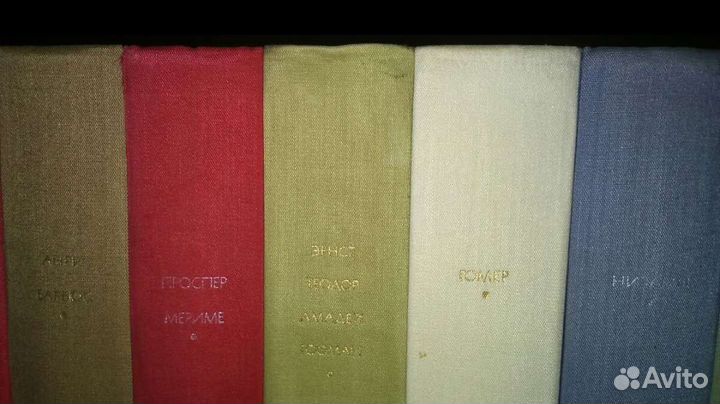 АНРИ
БАРБЮС
ПРОСПЕР
МЕРИМЕ
ЭРНСТ
ТЕОДОР
АМАДЕЙ
ГОФМАН
ГОМЕР
Avito